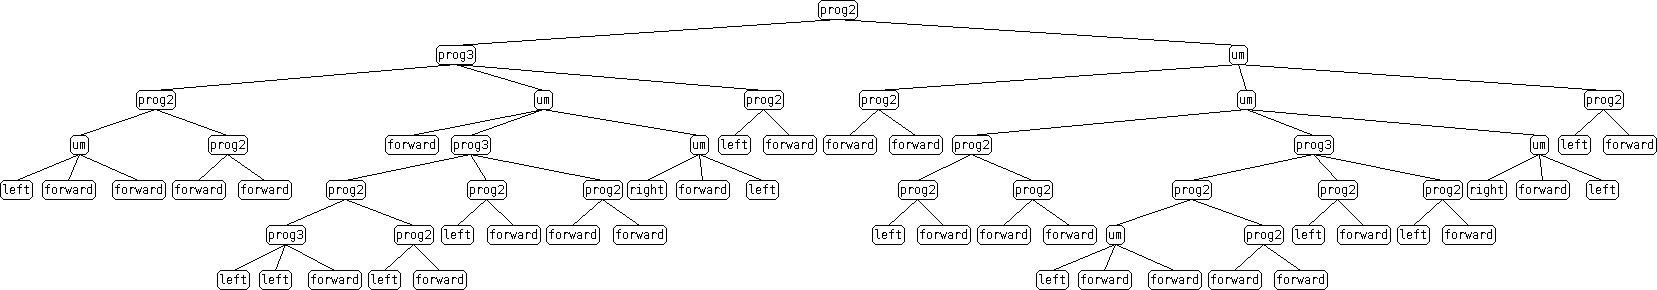 prog2
prog3 um
prog2 um prog2 prog2 um prog2
um prog2 forward prog3 um left forward forward forward prog2 prog3 um left forward
left forward forward forward forward prog2 prog2 prog2 right forward left prog2 prog2 prog2 prog2 prog2 right forward left
prog3 prog2 left forward forward forward left forward forward forward um prog2 left forward left forward
left left forward left forward left forward forward forward forward